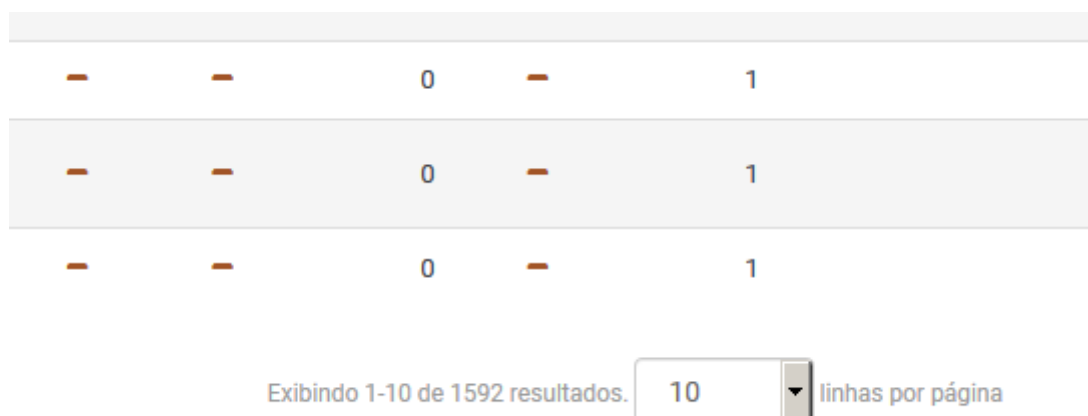 - - 0 - 1
- - 0 - 1
- - 0 - 1
Exibindo 1-10 de 1592 resultados. 10 linhas por página